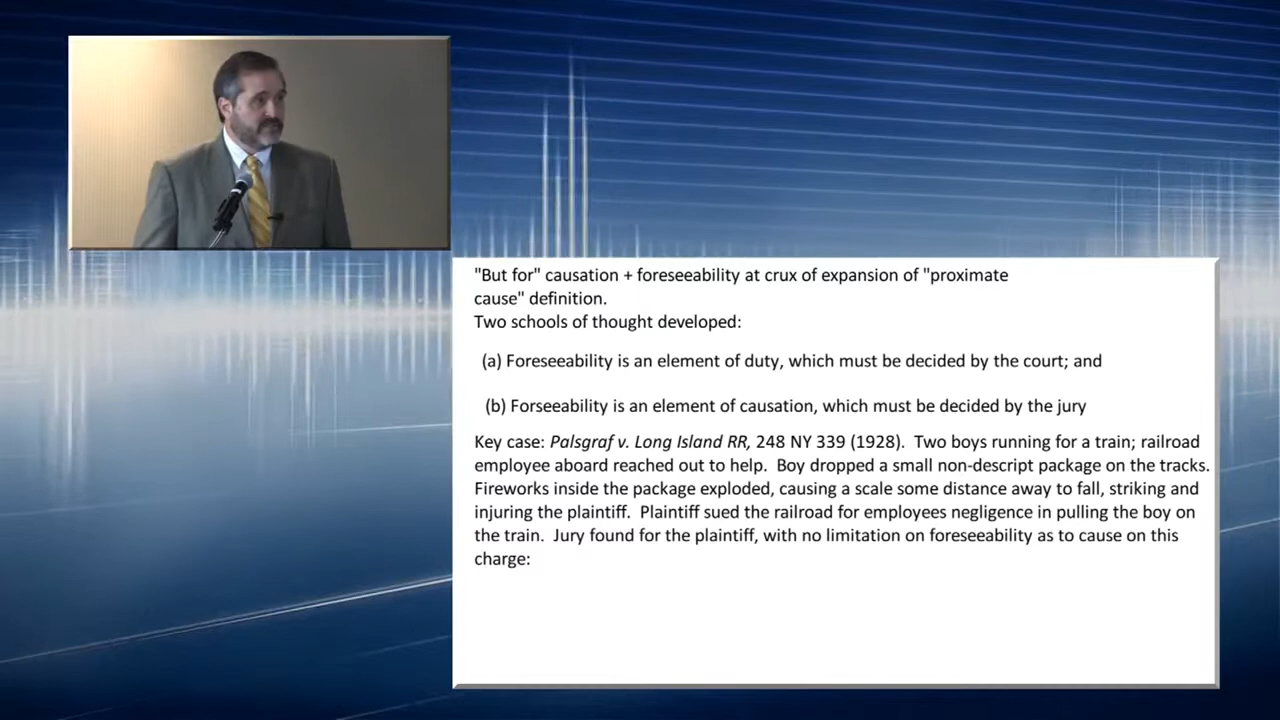 "But for" causation + foreseeability at crux of expansion of "proximate
cause" definition.
Two schools of thought developed:
(a) Foreseeability is an element of duty, which must be decided by the court; and
(b) Forseeability is an element of causation, which must be decided by the jury
Key case: Palsgraf v. Long Island RR, 248 NY 339 (1928).  Two boys running for a train; railroad
employee aboard reached out to help.  Boy dropped a small non-descript package on the tracks.
Fireworks inside the package exploded, causing a scale some distance away to fall, striking and
injuring the plaintiff.  Plaintiff sued the railroad for employees negligence in pulling the boy on
the train.  Jury found for the plaintiff, with no limitation on foreseeability as to cause on this
charge: